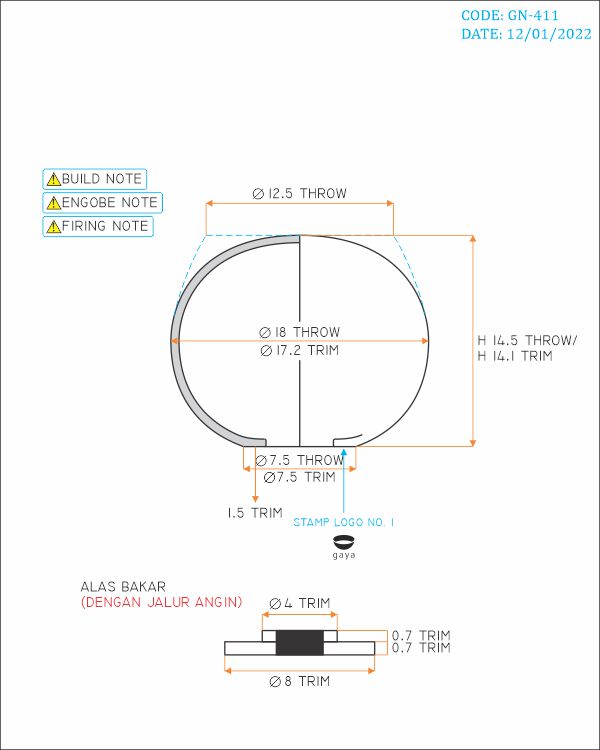 CODE: GN-411
DATE: 12/01/2022
BUILD NOTE
ENGOBE NOTE
FIRING NOTE
Ø 12.5 THROW
Ø 18 THROW
Ø 17.2 TRIM
H 14.5 THROW/
H 14.1 TRIM
Ø 7.5 THROW
Ø 7.5 TRIM
1.5 TRIM
STAMP LOGO NO. 1
gaya
ALAS BAKAR
(DENGAN JALUR ANGIN)
Ø 4 TRIM
0.7 TRIM
0.7 TRIM
Ø 8 TRIM